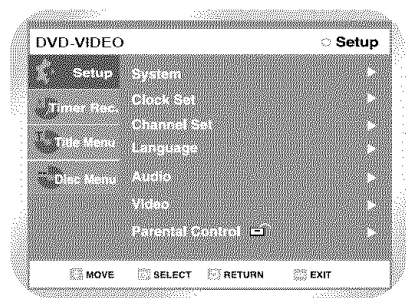 DVD-VIDEO Setup
Setup System
Timer Rec. Clock Set
Channel Set
Title Menu Language
Disc Menu Audio
Video
Parental Control
MOVE SELECT RETURN EXIT